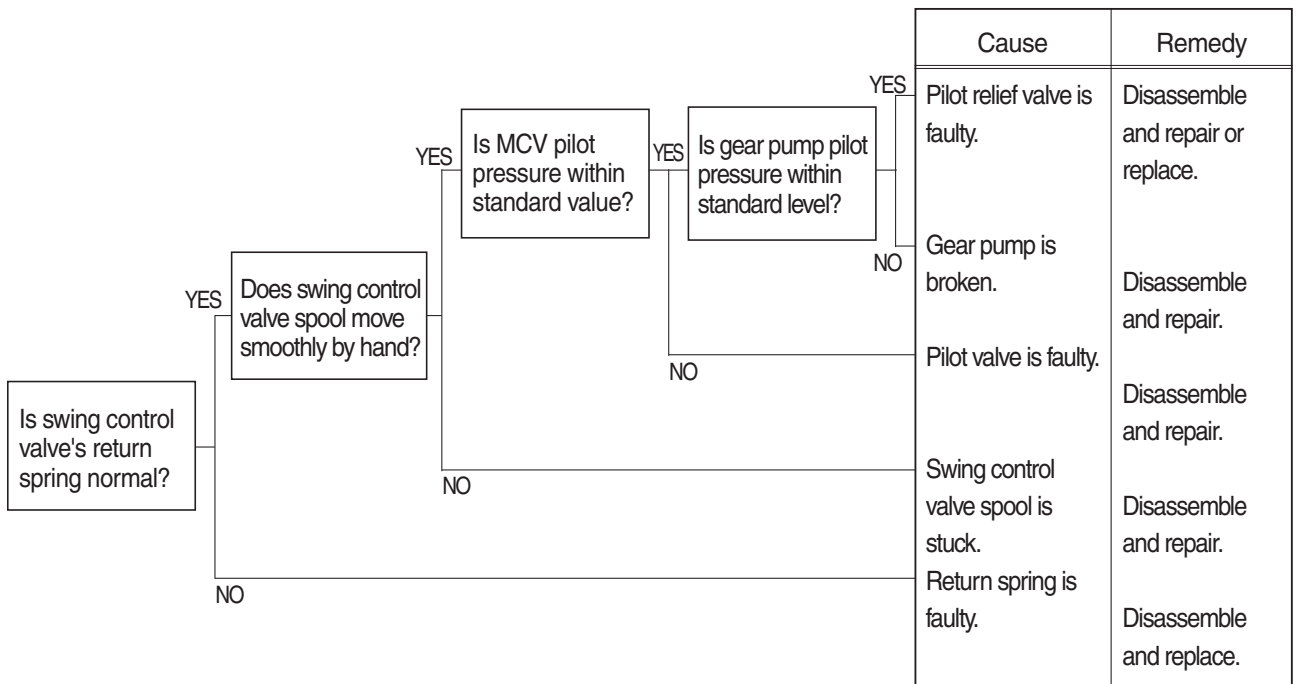 Cause
Remedy
YES
Pilot relief valve is
faulty.
Disassemble
and repair or
replace.
YES
Is MCV pilot
pressure within
standard value?
YES
Is gear pump pilot
pressure within
standard level?
NO
Gear pump is
broken.
Disassemble
and repair.
YES
Does swing control
valve spool move
smoothly by hand?
NO
Pilot valve is faulty.
Disassemble
and repair.
Is swing control
valve's return
spring normal?
NO
Swing control
valve spool is
stuck.
Disassemble
and repair.
NO
Return spring is
faulty.
Disassemble
and replace.